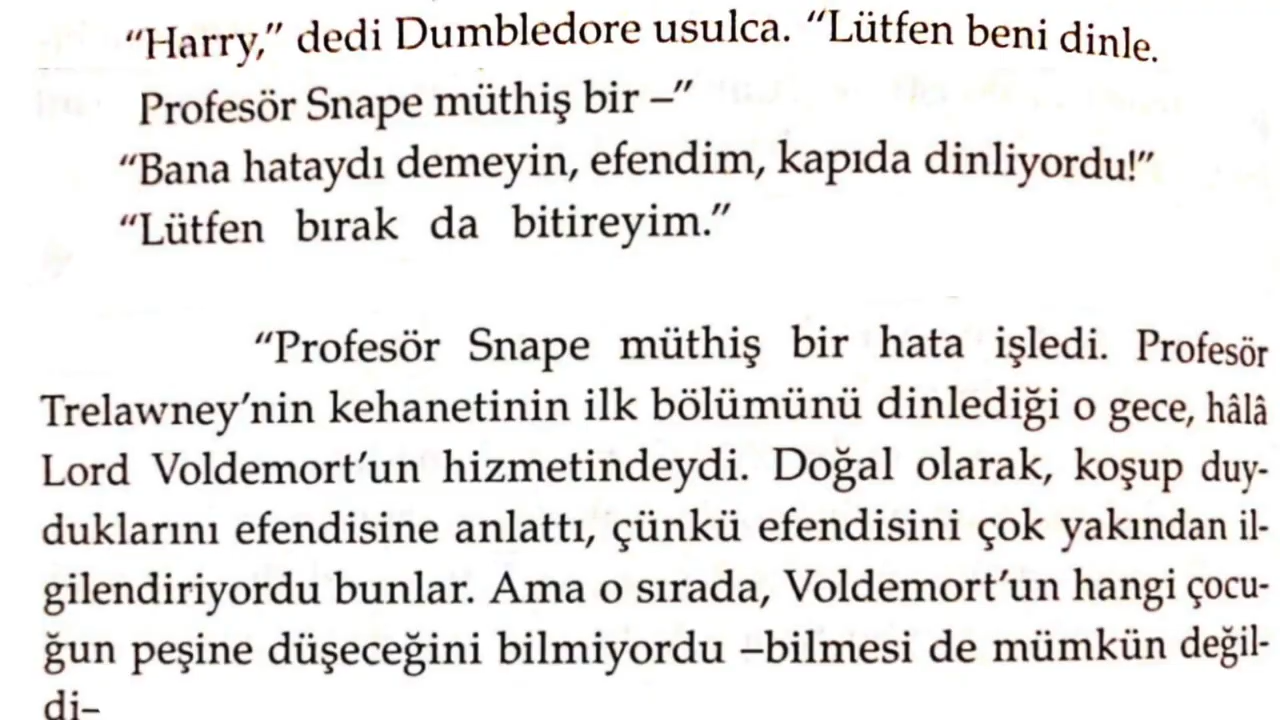 “Harry,” dedi Dumbledore usulca. “Lütfen beni dinle.
Profesör Snape müthiş bir –”
“Bana hataydı demeyin, efendim, kapıda dinliyordu!”
“Lütfen bırak da bitireyim.”
“Profesör Snape müthiş bir hata işledi. Profesör
Trelawney’nin kehanetinin ilk bölümünü dinlediği o gece, hâlâ
Lord Voldemort’un hizmetindeydi. Doğal olarak, koşup duy-
duklarını efendisine anlattı, çünkü efendisini çok yakından il-
gilendiriyordu bunlar. Ama o sırada, Voldemort’un hangi çocu-
ğun peşine düşeceğini bilmiyordu –bilmesi de mümkün değil-
di–